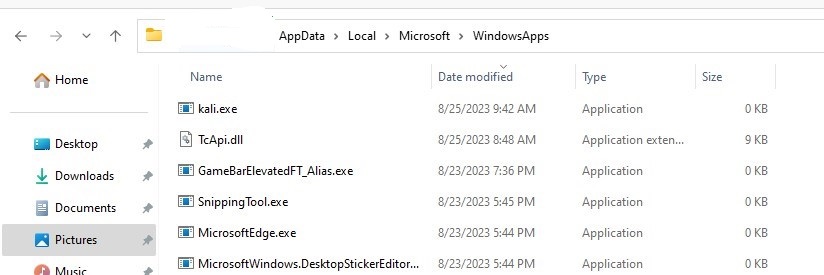 AppData > Local > Microsoft > WindowsApps
Home
Desktop
Downloads
Documents
Pictures
Music
Name Date modified Type Size
kali.exe 8/25/2023 9:42 AM Application 0 KB
TcApi.dll 8/25/2023 8:48 AM Application exten... 9 KB
GameBarElevatedFT_Alias.exe 8/23/2023 7:36 PM Application 0 KB
SnippingTool.exe 8/23/2023 5:45 PM Application 0 KB
MicrosoftEdge.exe 8/23/2023 5:44 PM Application 0 KB
MicrosoftWindows.DesktopStickerEditor... 8/23/2023 5:44 PM Application 0 KB